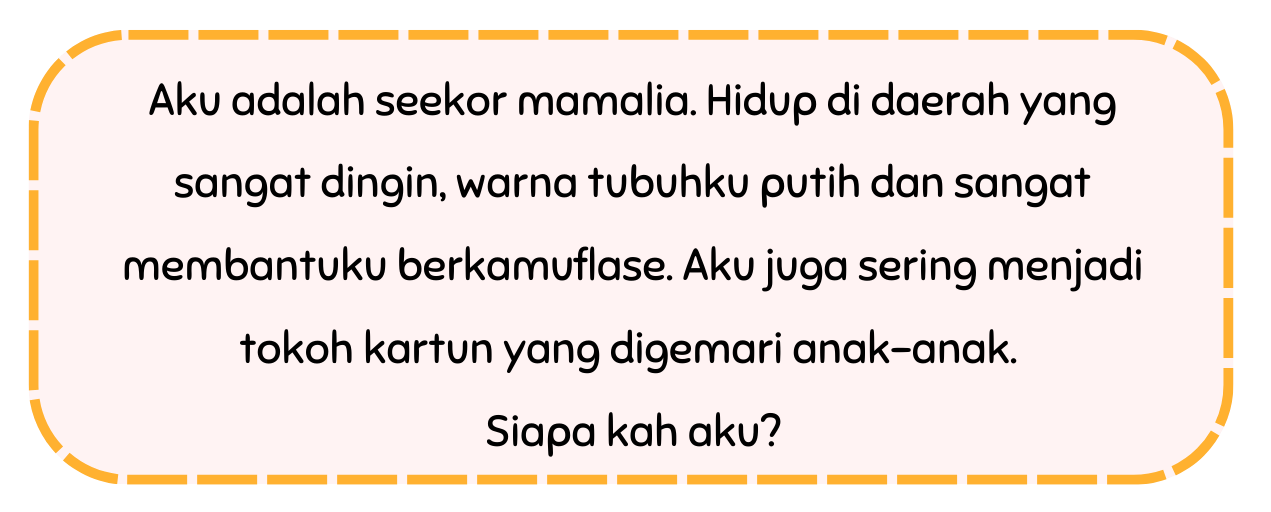 Aku adalah seekor mamalia. Hidup di daerah yang
sangat dingin, warna tubuhku putih dan sangat
membantuku berkamuflase. Aku juga sering menjadi
tokoh kartun yang digemari anak-anak.
Siapa kah aku?